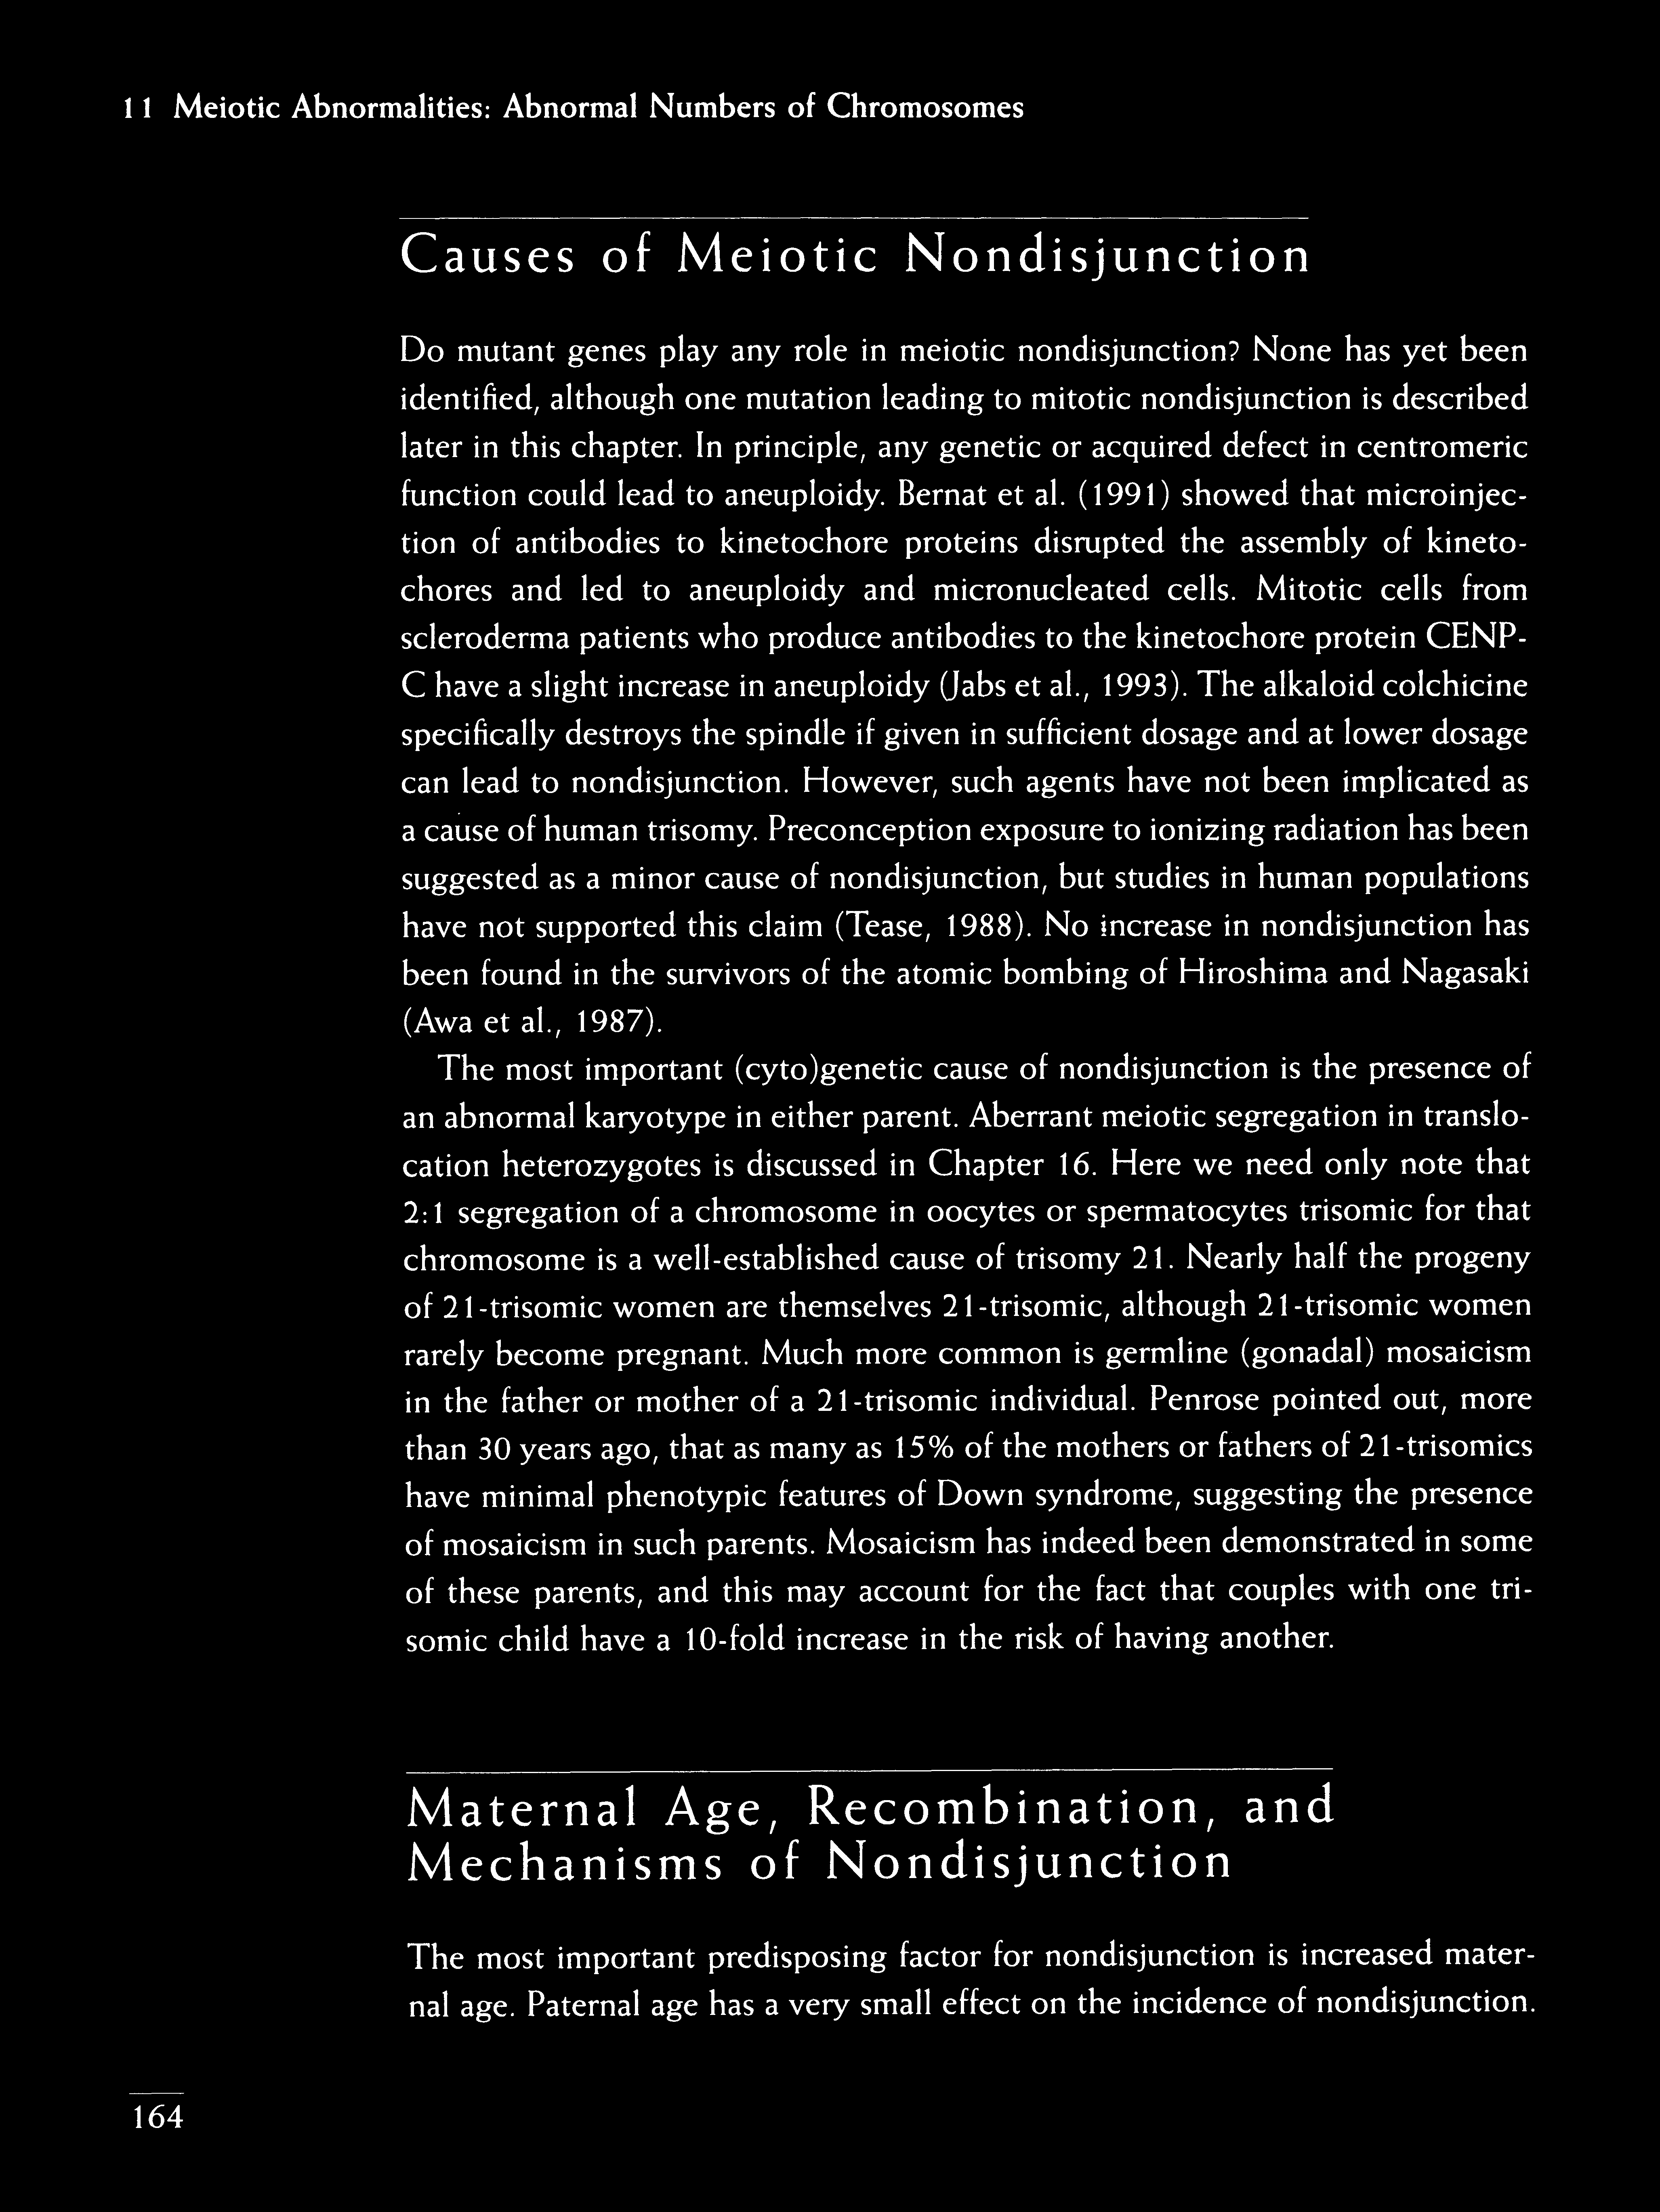 11 Meiotic Abnormalities: Abnormal Numbers of Chromosomes
Causes of Meiotic Nondisjunction
Do mutant genes play any role in meiotic nondisjunction? None has yet been
identified, although one mutation leading to mitotic nondisjunction is described
later in this chapter. In principle, any genetic or acquired defect in centromeric
function could lead to aneuploidy. Bernat et al. (1991) showed that microinjec-
tion of antibodies to kinetochore proteins disrupted the assembly of kineto-
chores and led to aneuploidy and micronucleated cells. Mitotic cells from
scleroderma patients who produce antibodies to the kinetochore protein CENP-
C have a slight increase in aneuploidy (Jabs et al., 1993). The alkaloid colchicine
specifically destroys the spindle if given in sufficient dosage and at lower dosage
can lead to nondisjunction. However, such agents have not been implicated as
a cause of human trisomy. Preconception exposure to ionizing radiation has been
suggested as a minor cause of nondisjunction, but studies in human populations
have not supported this claim (Tease, 1988). No increase in nondisjunction has
been found in the survivors of the atomic bombing of Hiroshima and Nagasaki
(Awa et al., 1987).
The most important (cyto)genetic cause of nondisjunction is the presence of
an abnormal karyotype in either parent. Aberrant meiotic segregation in translo-
cation heterozygotes is discussed in Chapter 16. Here we need only note that
2:1 segregation of a chromosome in oocytes or spermatocytes trisomic for that
chromosome is a well-established cause of trisomy 21. Nearly half the progeny
of 21-trisomic women are themselves 21-trisomic, although 21-trisomic women
rarely become pregnant. Much more common is germline (gonadal) mosaicism
in the father or mother of a 21-trisomic individual. Penrose pointed out, more
than 30 years ago, that as many as 15% of the mothers or fathers of 21-trisomics
have minimal phenotypic features of Down syndrome, suggesting the presence
of mosaicism in such parents. Mosaicism has indeed been demonstrated in some
of these parents, and this may account for the fact that couples with one tri-
somic child have a 10-fold increase in the risk of having another.
Maternal Age, Recombination, and
Mechanisms of Nondisjunction
The most important predisposing factor for nondisjunction is increased mater-
nal age. Paternal age has a very small effect on the incidence of nondisjunction.
164